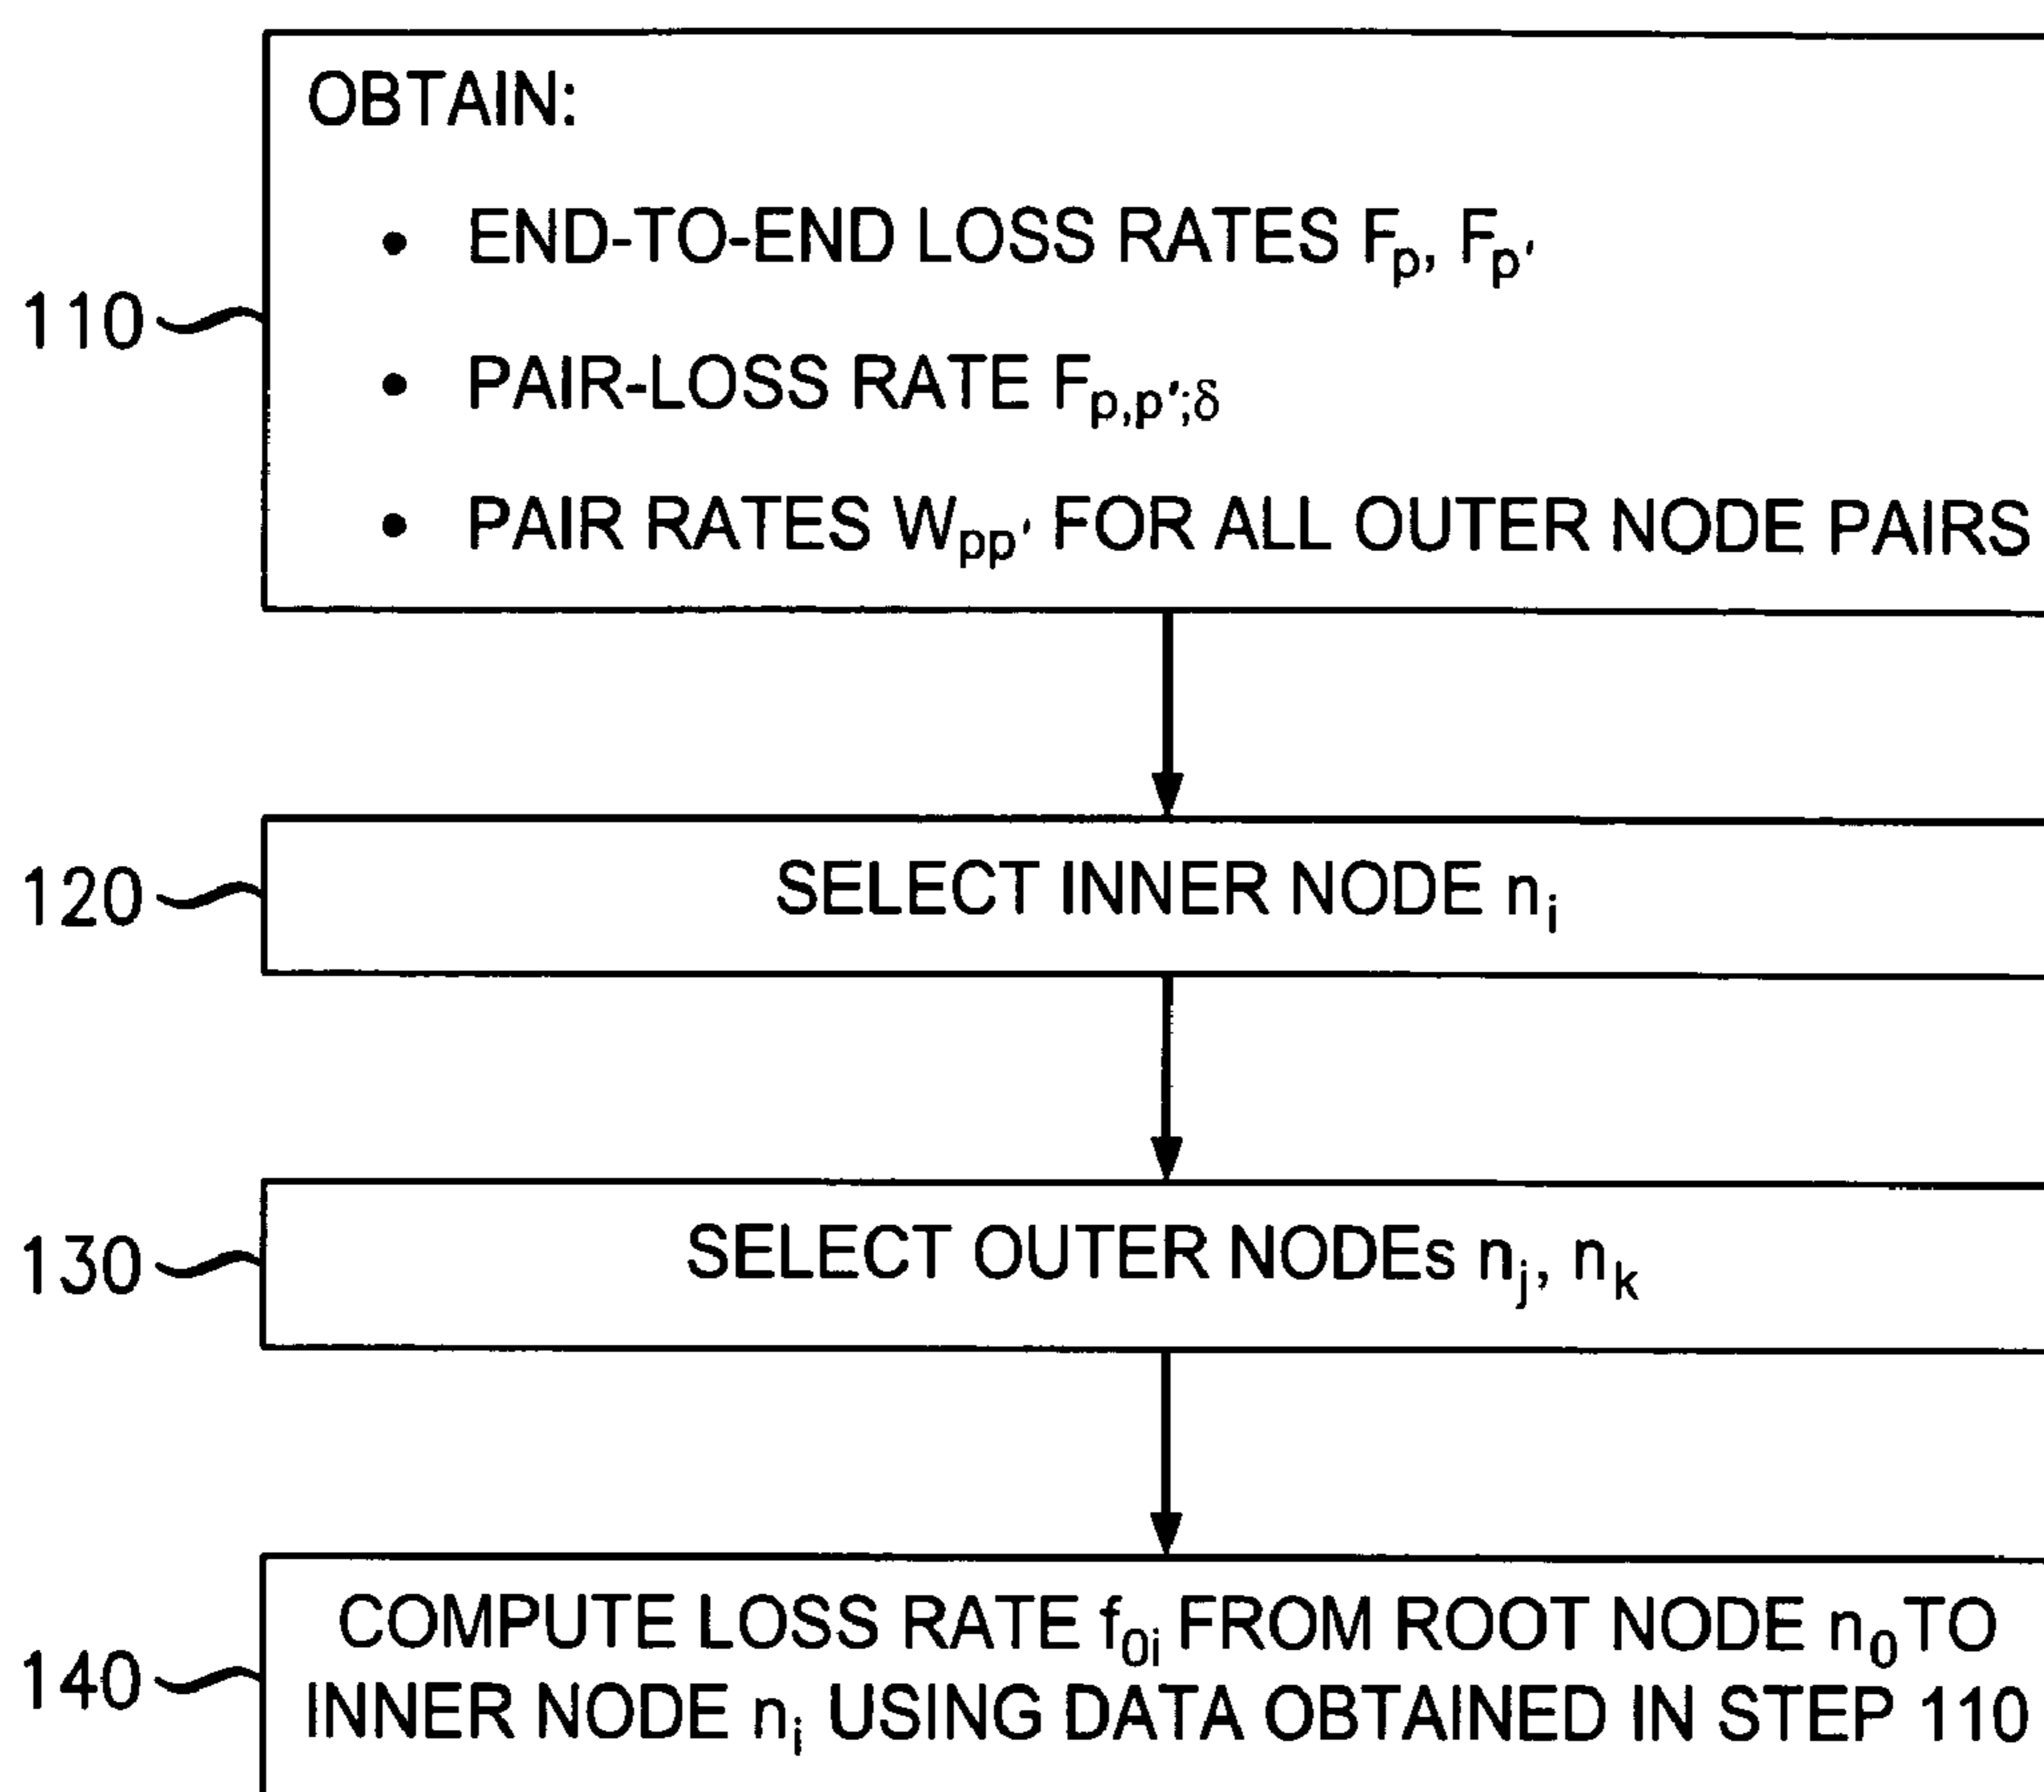 OBTAIN:
• END-TO-END LOSS RATES Fp, Fp'
110
• PAIR-LOSS RATE Fp,p';δ
• PAIR RATES Wpp' FOR ALL OUTER NODE PAIRS
120
SELECT INNER NODE ni
130
SELECT OUTER NODEs nj, nk
140
COMPUTE LOSS RATE f0i FROM ROOT NODE n0 TO
INNER NODE ni USING DATA OBTAINED IN STEP 110